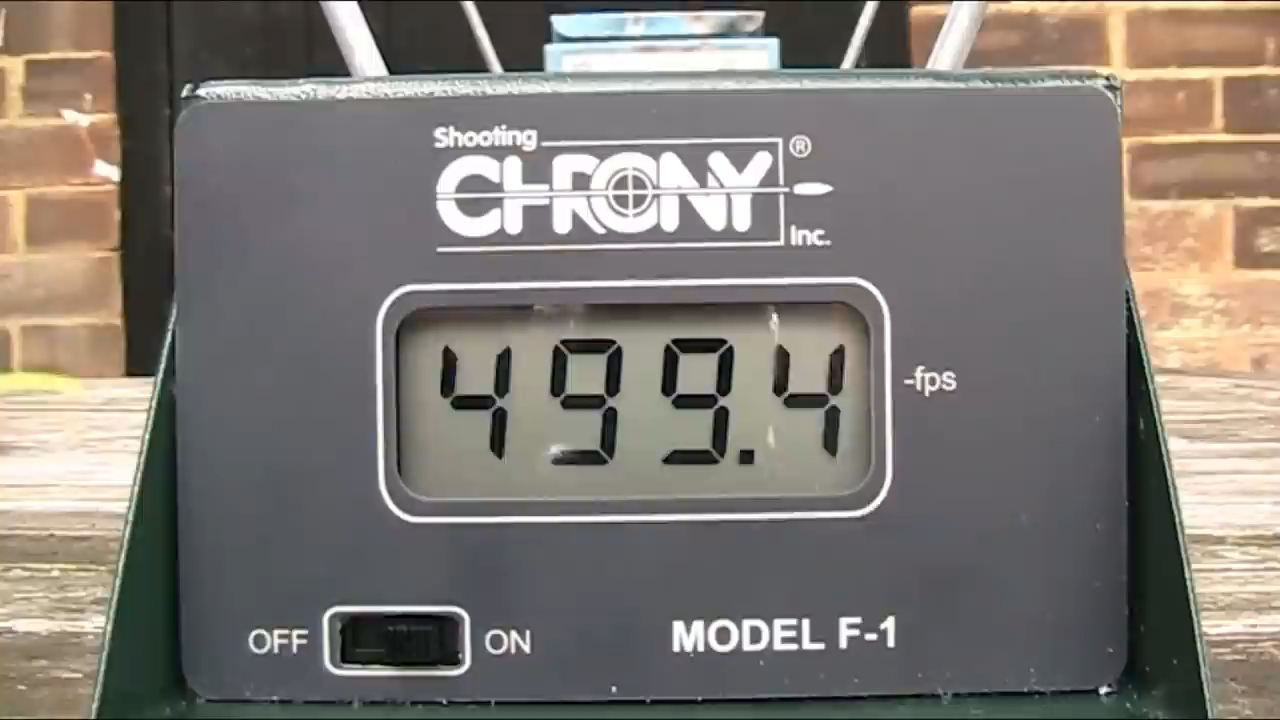 Shooting
CHRONY ®
Inc.
499.4
-fps
OFF ON
MODEL F-1